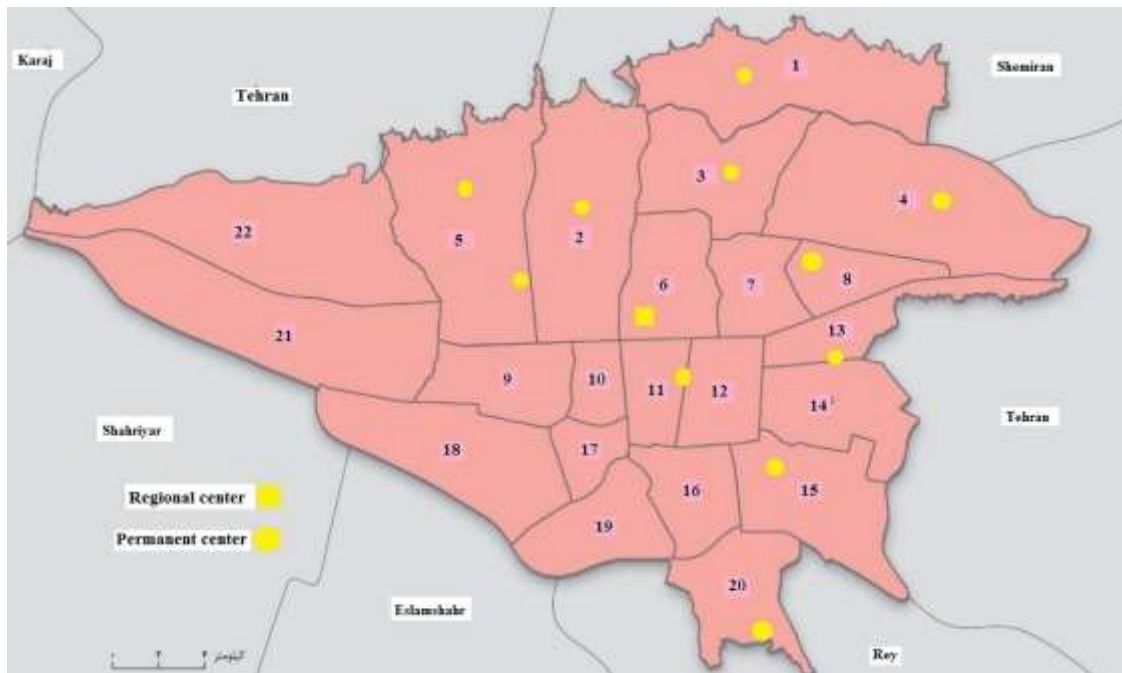 Karaj
Tehran
Shemiran
1
3
4
22
5
2
6
7
8
21
13
9
10
11
12
14
Shahriyar
Tehran
18
17
16
15
Regional center
19
Permanent center
20
Eslamshahr
Rey
کیلومتر